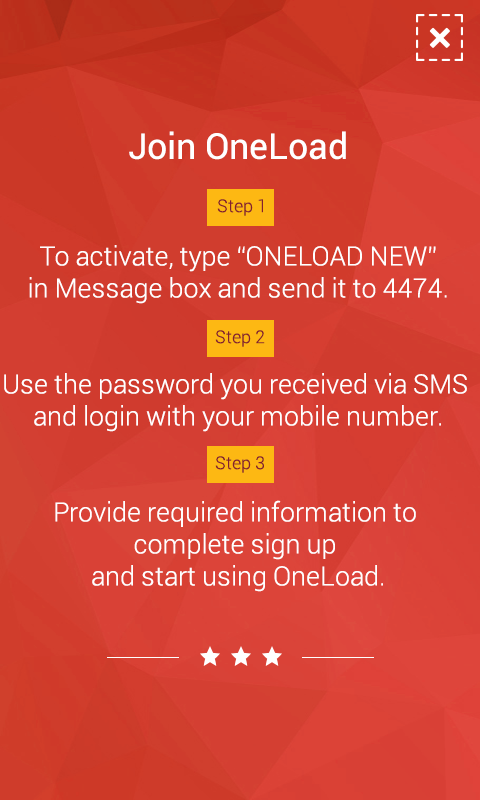 Join OneLoad
Step 1
To activate, type “ONELOAD NEW”
in Message box and send it to 4474.
Step 2
Use the password you received via SMS
and login with your mobile number.
Step 3
Provide required information to
complete sign up
and start using OneLoad.